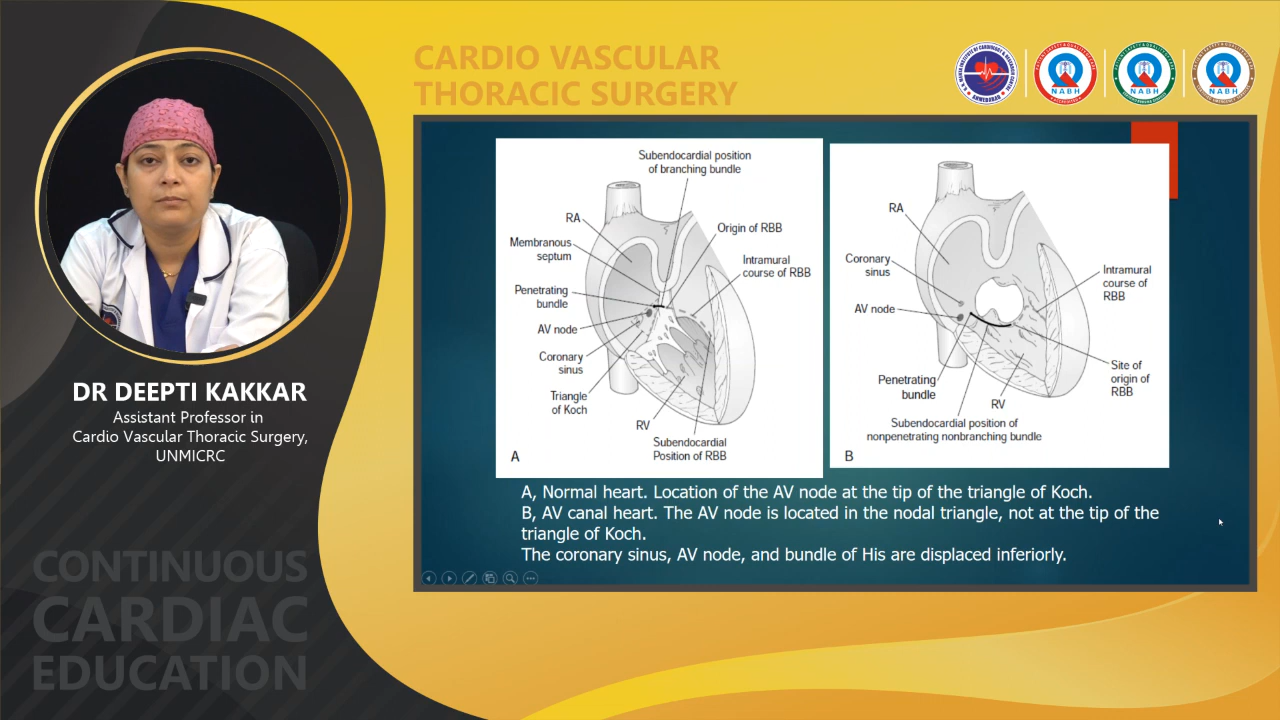 CARDIO VASCULAR
THORACIC SURGERY
NABH
NABH
NABH
DR DEEPTI KAKKAR
Assistant Professor in
Cardio Vascular Thoracic Surgery,
UNMICRC
CONTINUOUS
CARDIAC
EDUCATION
Subendocardial position
of branching bundle
RA
Membranous
septum
Penetrating
bundle
AV node
Coronary
sinus
Triangle
of Koch
RV
Subendocardial
Position of RBB
Origin of RBB
Intramural
course of RBB
A
RA
Coronary
sinus
AV node
Penetrating
bundle
RV
Subendocardial position of
nonpenetrating nonbranching bundle
Intramural
course of
RBB
Site of
origin of
RBB
B
A, Normal heart. Location of the AV node at the tip of the triangle of Koch.
B, AV canal heart. The AV node is located in the nodal triangle, not at the tip of the
triangle of Koch.
The coronary sinus, AV node, and bundle of His are displaced inferiorly.